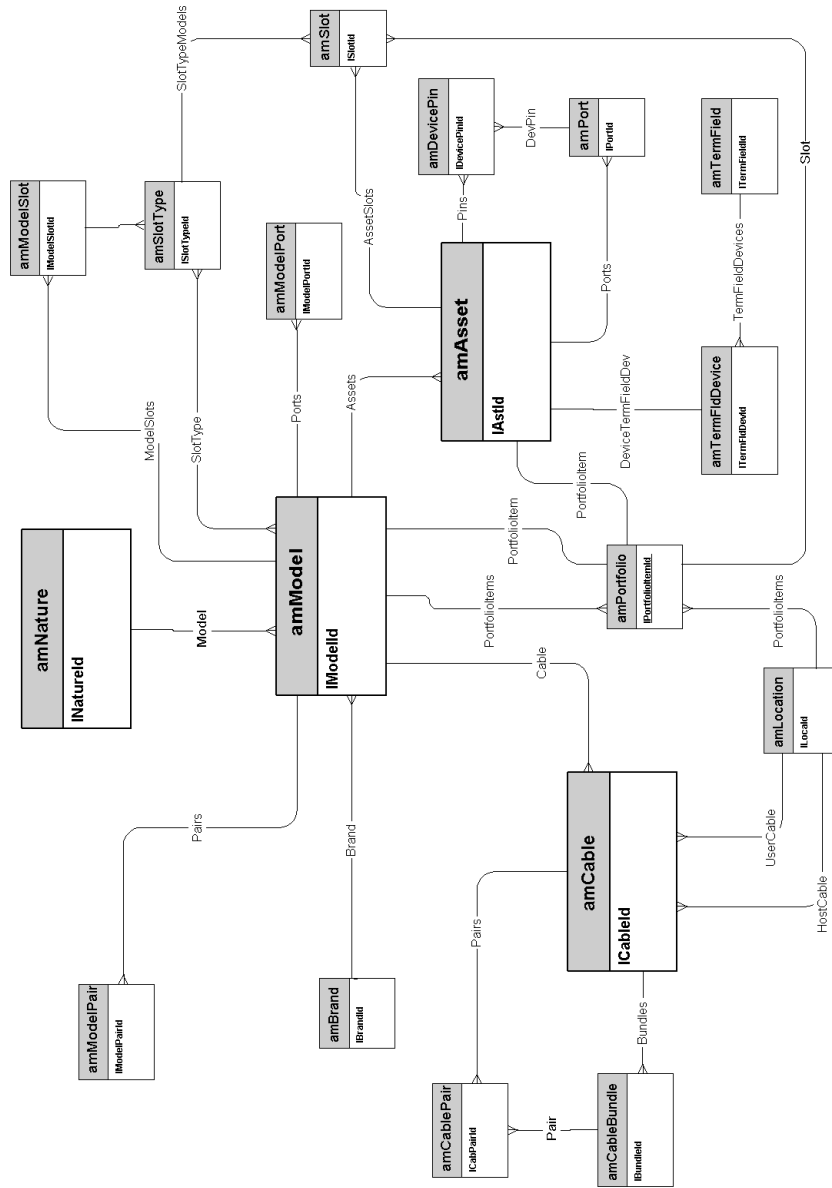 amModelPair
lModelPairId
amNature
lNatureId
amModelSlot
lModelSlotId
Pairs
Model
ModelSlots
SlotType
amSlotType
lSlotTypeId
SlotTypeModels
amBrand
lBrandId
Brand
amModel
lModelId
Ports
amModelPort
lModelPortId
Assets
AssetSlots
amSlot
lSlotId
amCablePair
lCabPairId
Pairs
Cable
PortfolioItems
PortfolioItem
amAsset
lAstId
Pins
amDevicePin
lDevicePinId
DevPin
Pair
amCable
lCableId
PortfolioItem
Ports
amPort
lPortId
amCableBundle
lBundleId
Bundles
amPortfolio
lPortfolioItemId
DeviceTermFieldDev
amTermFldDevice
lTermFldDevId
TermFieldDevices
amTermField
lTermFieldId
UserCable
amLocation
lLocaId
PortfolioItems
HostCable
Slot